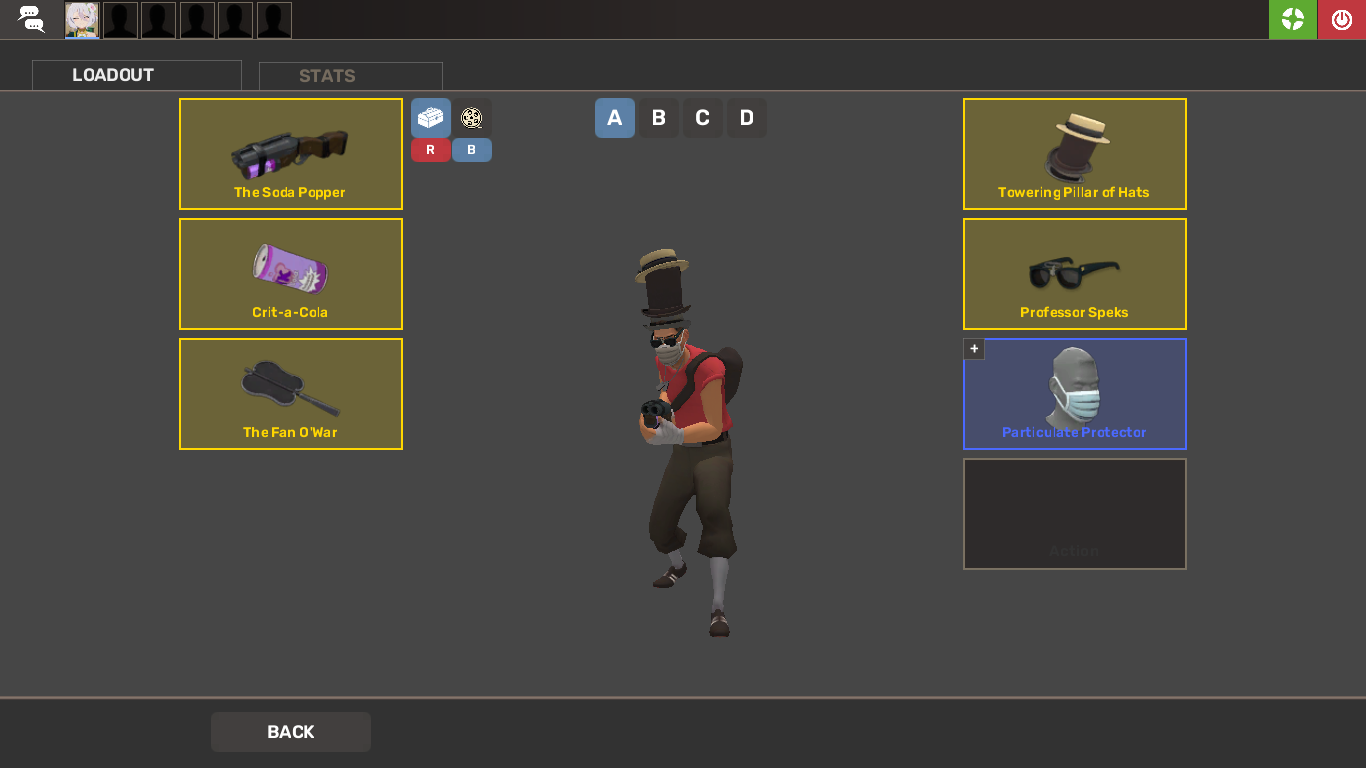 LOADOUT
STATS
The Soda Popper
R B
A B C D
Towering Pillar of Hats
Crit-a-Cola
Professor Speks
The Fan O'War
+
Particulate Protector
Action
BACK